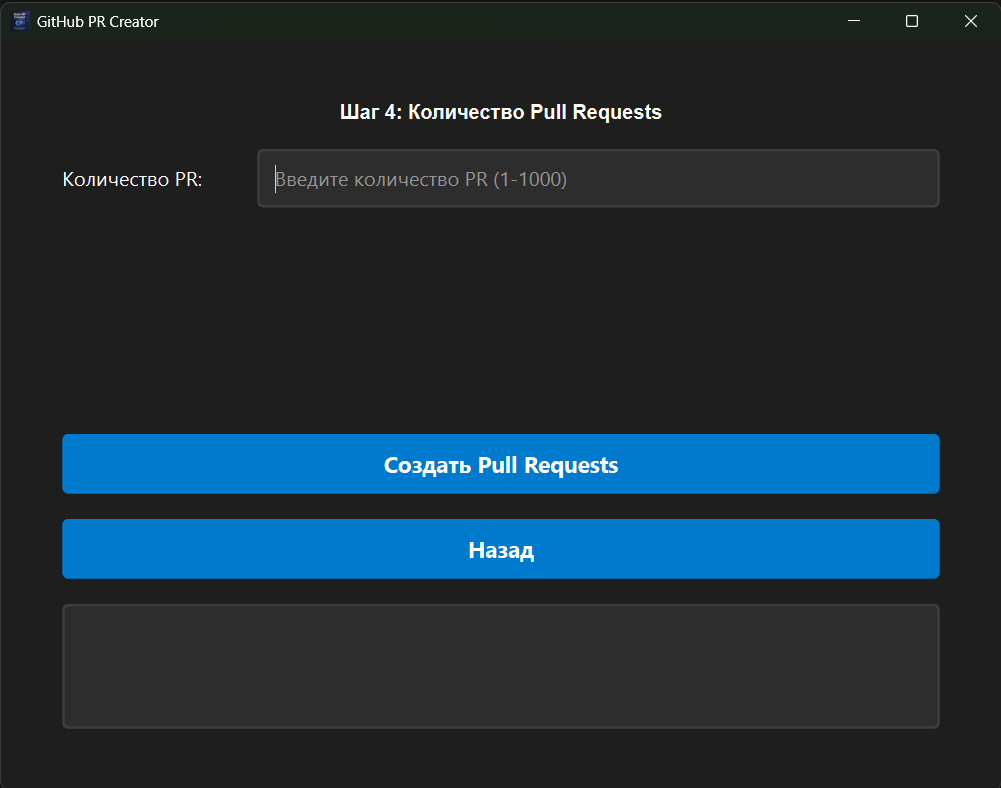 GitHub PR Creator
Шаг 4: Количество Pull Requests
Количество PR:
Введите количество PR (1-1000)
Создать Pull Requests
Назад